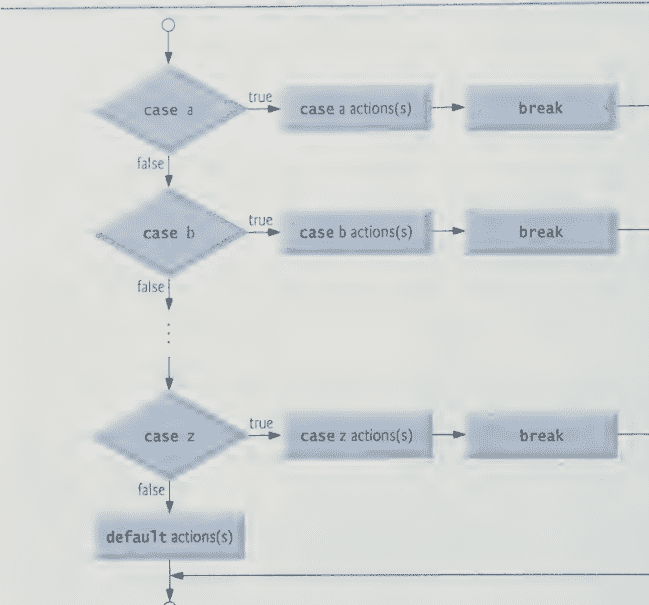 case a
true
case a actions(s)
break
false
case b
true
case b actions(s)
break
false
case z
true
case z actions(s)
break
false
default actions(s)